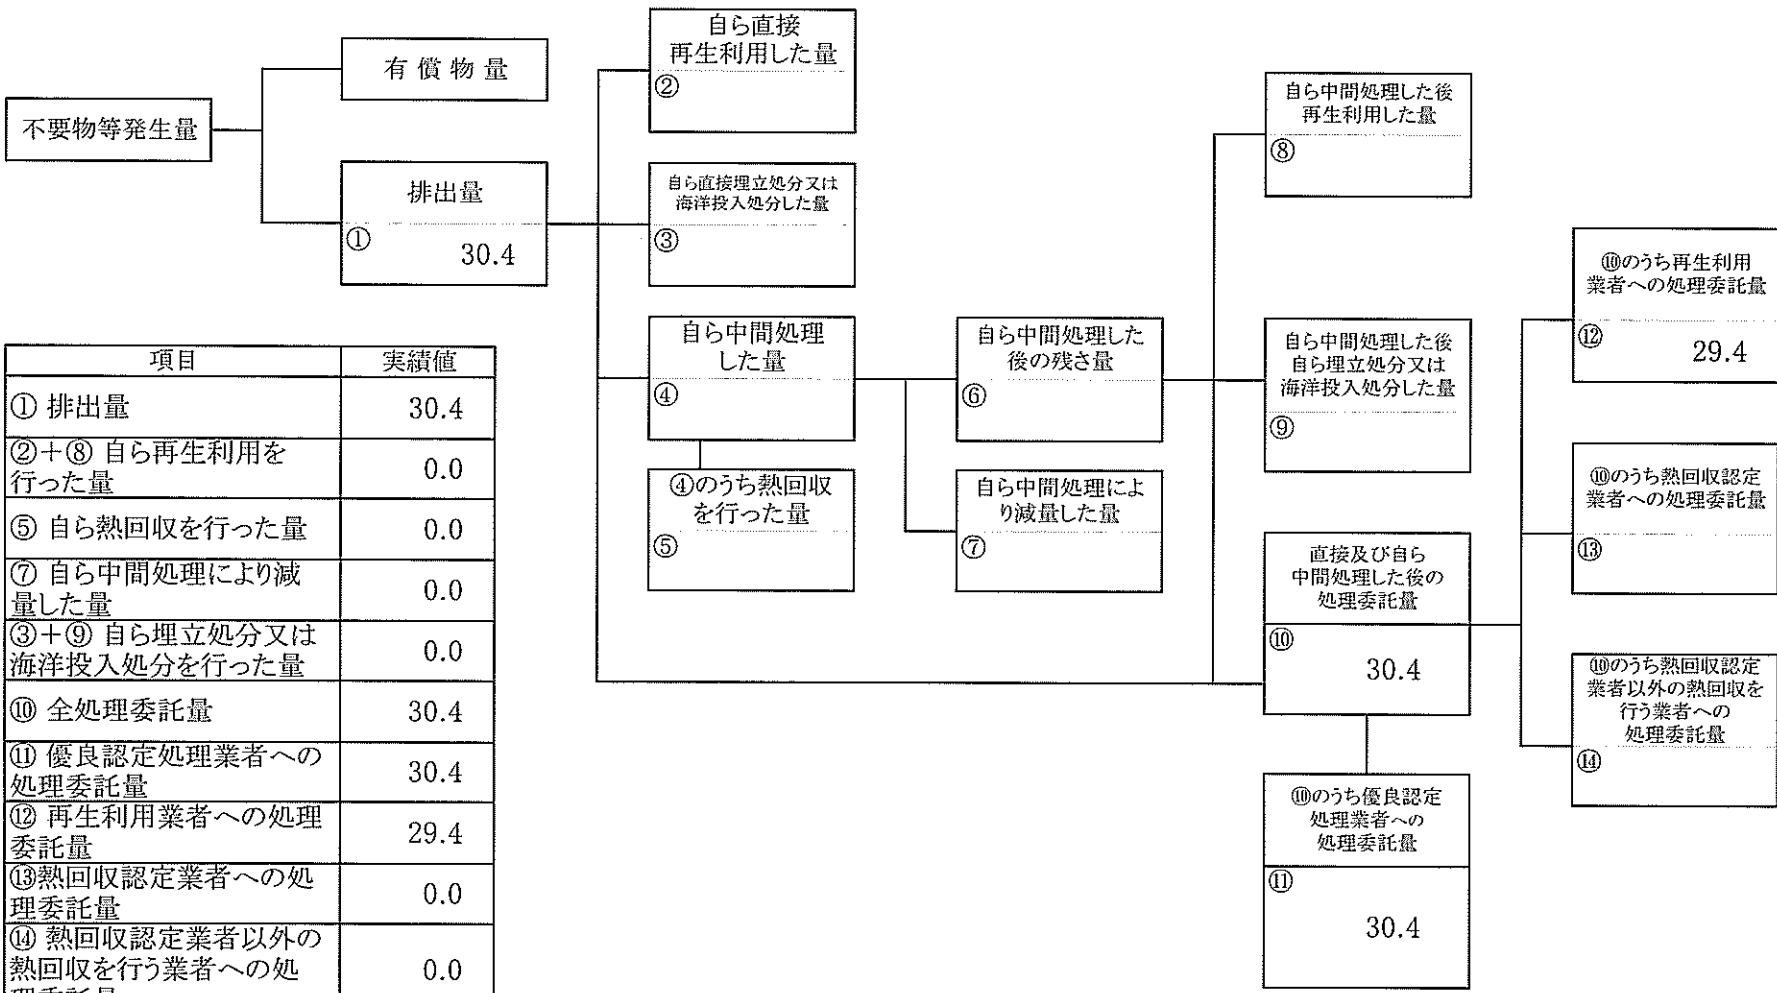 不要物等発生量
有償物量
排出量
①
30.4
自ら直接
再生利用した量
②
自ら直接埋立処分又は
海洋投入処分した量
③
自ら中間処理
した量
④
④のうち熱回収
を行った量
⑤
自ら中間処理した
後の残さ量
⑥
自ら中間処理によ
り減量した量
⑦
自ら中間処理した後
再生利用した量
⑧
自ら中間処理した後
自ら埋立処分又は
海洋投入処分した量
⑨
直接及び自ら
中間処理した後の
処理委託量
⑩
30.4
⑩のうち優良認定
処理業者への
処理委託量
⑪
30.4
⑩のうち再生利用
業者への処理委託量
⑫
29.4
⑩のうち熱回収認定
業者への処理委託量
⑬
⑩のうち熱回収認定
業者以外の熱回収を
行う業者への
処理委託量
⑭
項目 実績値
① 排出量 30.4
②+⑧ 自ら再生利用を
行った量 0.0
⑤ 自ら熱回収を行った量 0.0
⑦ 自ら中間処理により減
量した量 0.0
③+⑨ 自ら埋立処分又は
海洋投入処分を行った量 0.0
⑩ 全処理委託量 30.4
⑪ 優良認定処理業者への
処理委託量 30.4
⑫ 再生利用業者への処理
委託量 29.4
⑬熱回収認定業者への処
理委託量 0.0
⑭ 熱回収認定業者以外の
熱回収を行う業者への処 0.0
理委託量